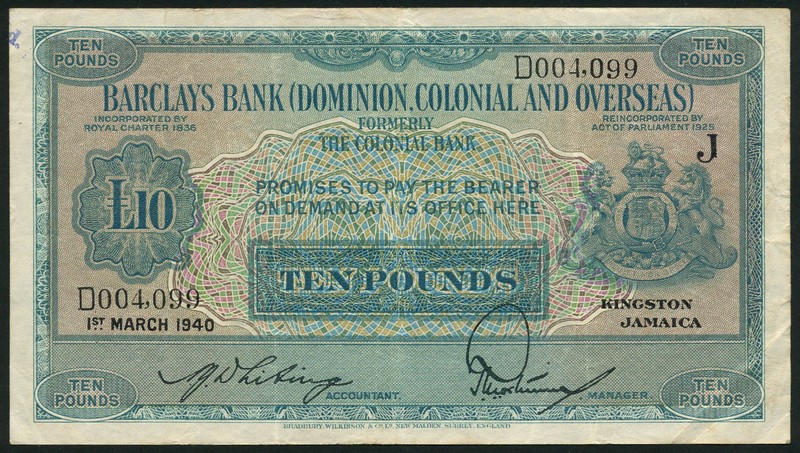 TEN POUNDS
TEN POUNDS
D004,099
BARCLAYS BANK (DOMINION, COLONIAL AND OVERSEAS)
INCORPORATED BY
ROYAL CHARTER 1836
FORMERLY
THE COLONIAL BANK.
REINCORPORATED BY
ACT OF PARLIAMENT 1925
J
£10
PROMISES TO PAY THE BEARER
ON DEMAND AT ITS OFFICE HERE
TEN POUNDS
D004,099
1ST MARCH 1940
KINGSTON
JAMAICA
ACCOUNTANT.
MANAGER.
TEN POUNDS
TEN POUNDS
BRADBURY, WILKINSON & CO. LD. NEW MALDEN, SURREY, ENGLAND